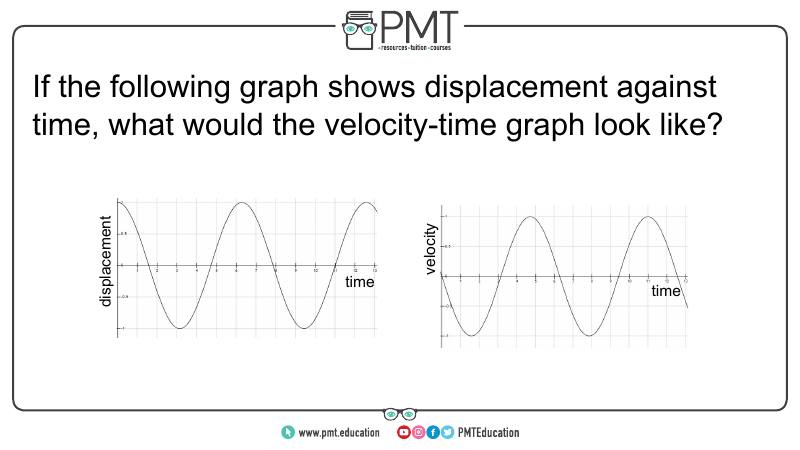 PMT
resources • tuition • courses
If the following graph shows displacement against
time, what would the velocity-time graph look like?
displacement
time
velocity
time
www.pmt.education
PMTEducation